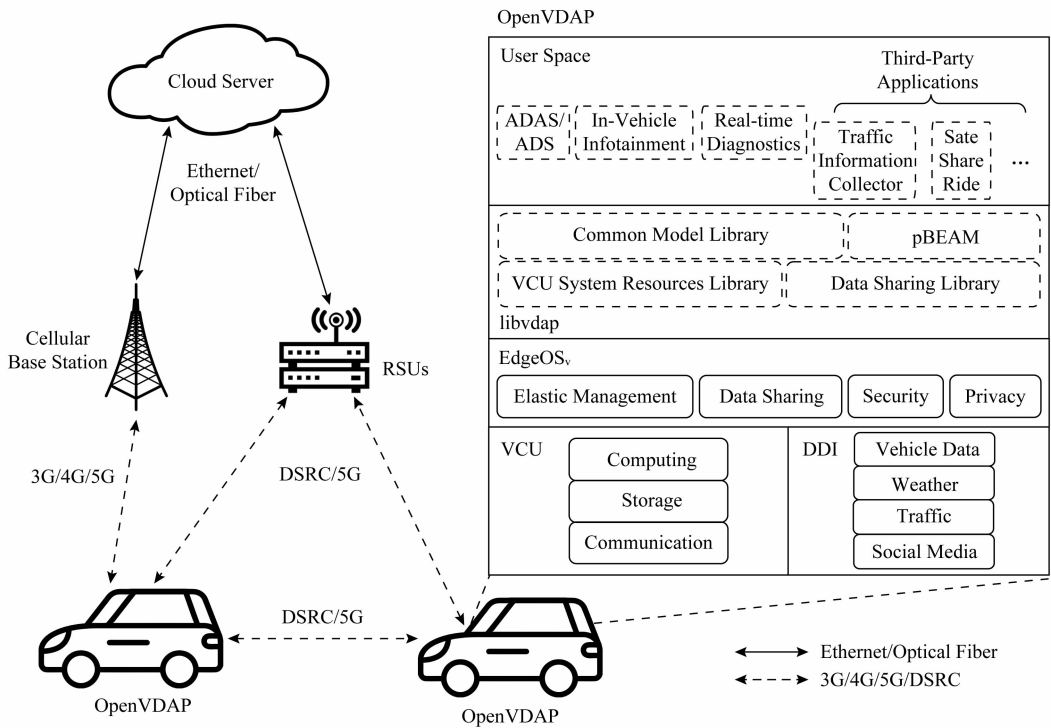 OpenVDAP
User Space
Third-Party
Applications
ADAS/
ADS
In-Vehicle
Infotainment
Real-time
Diagnostics
Traffic
Information
Collector
Sate
Share
Ride
...
Common Model Library
pBEAM
VCU System Resources Library
Data Sharing Library
libvdap
EdgeOSᵥ
Elastic Management
Data Sharing
Security
Privacy
VCU
Computing
Storage
Communication
DDI
Vehicle Data
Weather
Traffic
Social Media
Cloud Server
Ethernet/
Optical Fiber
Cellular
Base Station
RSUs
3G/4G/5G
DSRC/5G
DSRC/5G
OpenVDAP
OpenVDAP
Ethernet/Optical Fiber
3G/4G/5G/DSRC